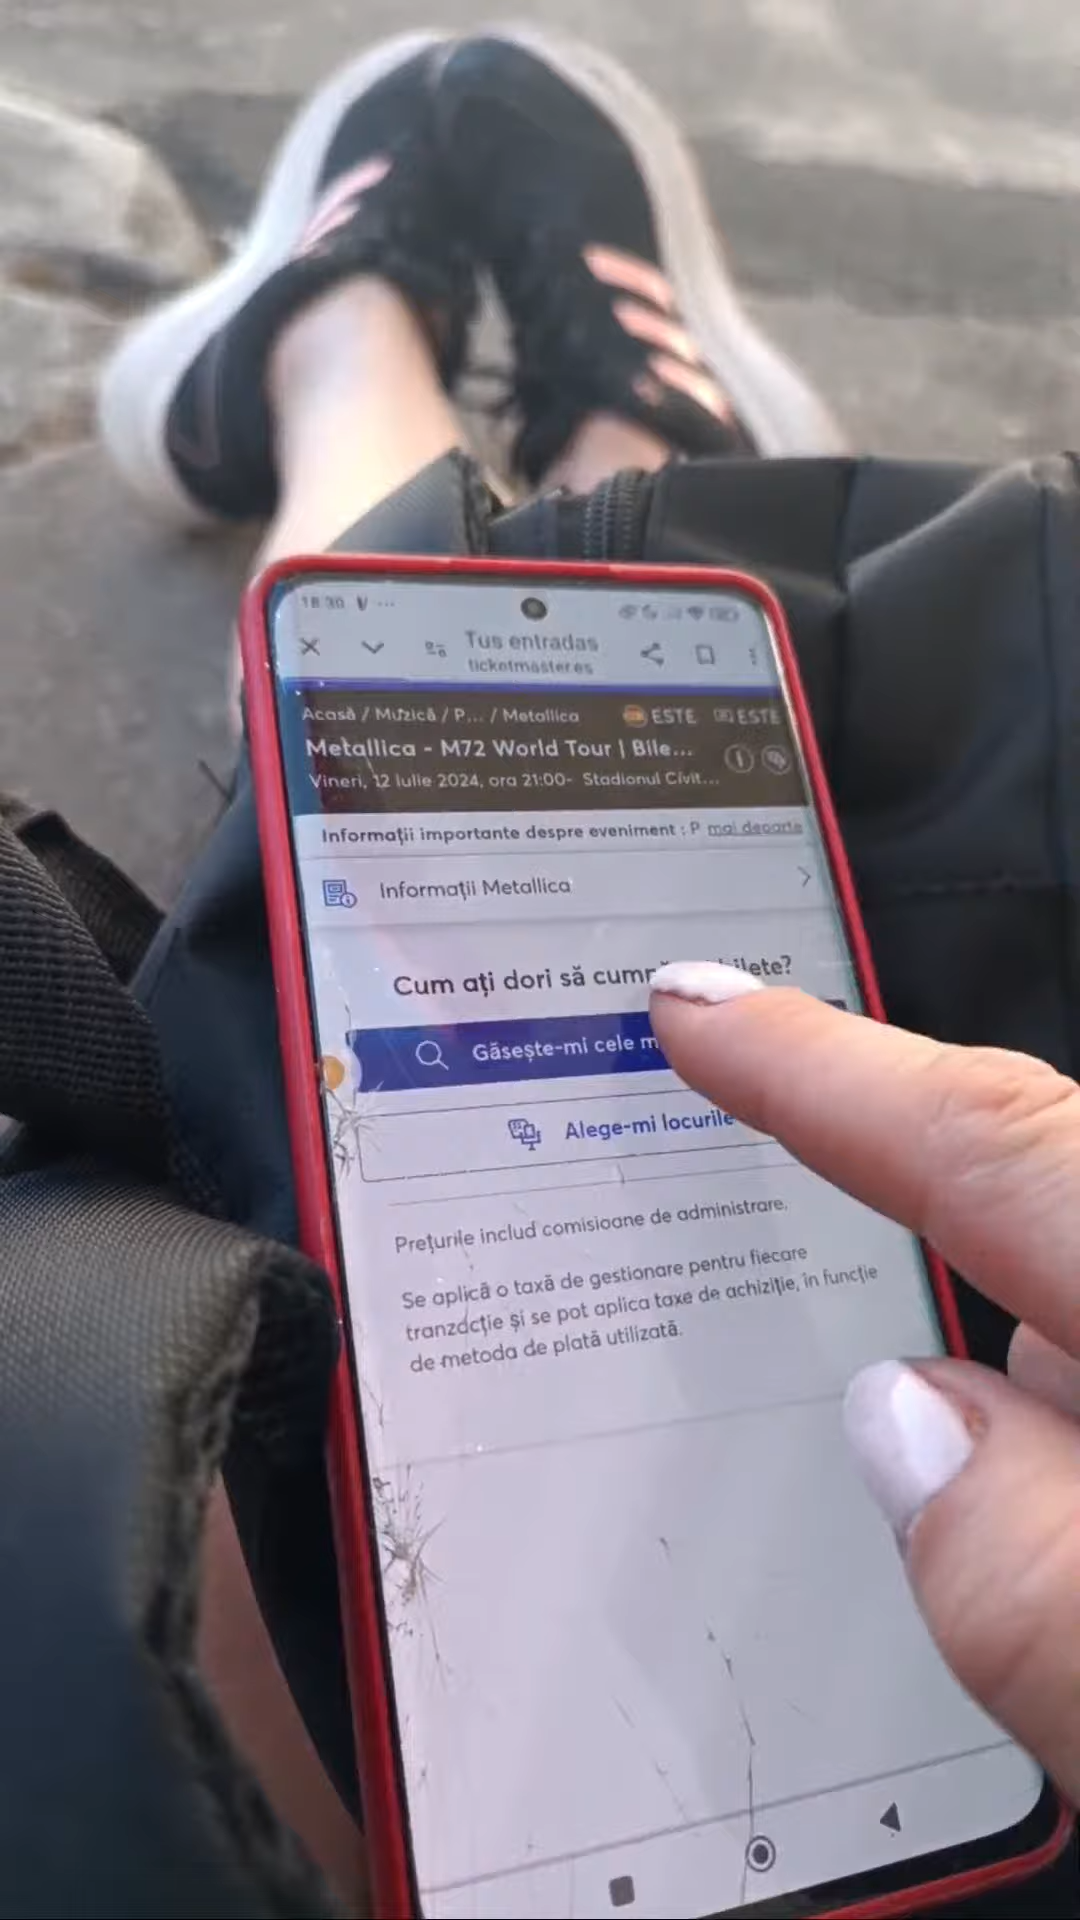 18:30
Tus entradas
ticketmaster.es
Acasă / Muzică / P... / Metallica ESTE ESTE
Metallica - M72 World Tour | Bile...
Vineri, 12 Iulie 2024, ora 21:00- Stadionul Cívit...
Informații importante despre eveniment : P mai departe
Informații Metallica
Cum ați dori să bilete?
Găsește-mi cele
Alege-mi locurile
Prețurile includ comisioane de administrare.
Se aplică o taxă de gestionare pentru fiecare
tranzacție și se pot aplica taxe de achiziție, în funcție
de metoda de plată utilizată.